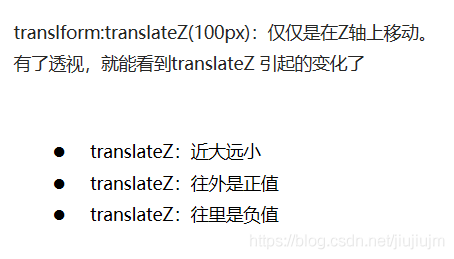 translform:translateZ(100px)：仅仅是在Z轴上移动。
有了透视，就能看到translateZ 引起的变化了
● translateZ：近大远小
● translateZ：往外是正值
● translateZ：往里是负值
https://blog.csdn.net/jiujiujm